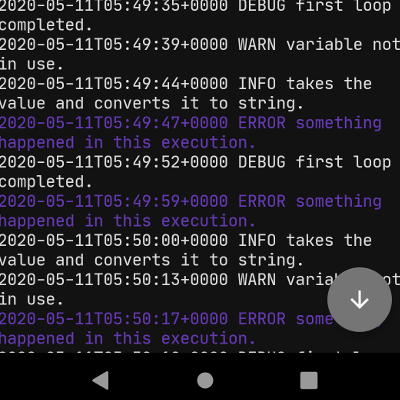 2020-05-11T05:49:35+0000 DEBUG first loop
completed.
2020-05-11T05:49:39+0000 WARN variable not
in use.
2020-05-11T05:49:44+0000 INFO takes the
value and converts it to string.
2020-05-11T05:49:47+0000 ERROR something
happened in this execution.
2020-05-11T05:49:52+0000 DEBUG first loop
completed.
2020-05-11T05:49:59+0000 ERROR something
happened in this execution.
2020-05-11T05:50:00+0000 INFO takes the
value and converts it to string.
2020-05-11T05:50:13+0000 WARN variable not
in use.
2020-05-11T05:50:17+0000 ERROR something
happened in this execution.